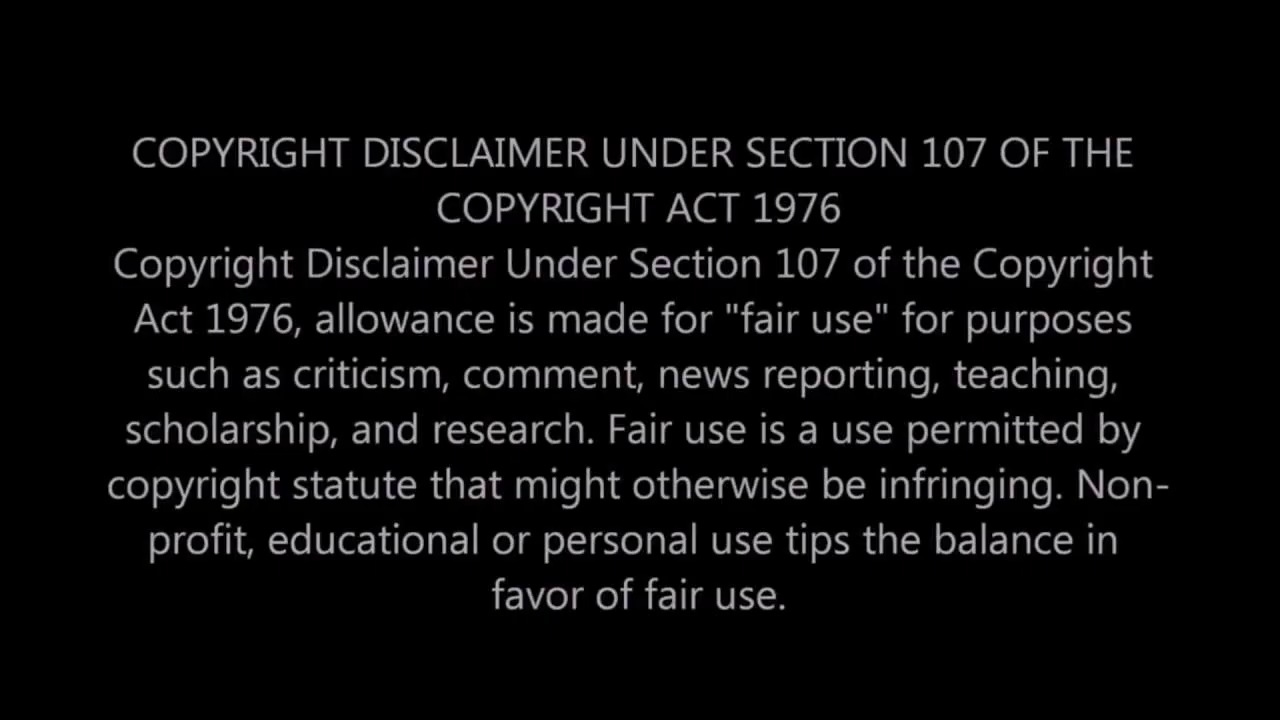 COPYRIGHT DISCLAIMER UNDER SECTION 107 OF THE
COPYRIGHT ACT 1976
Copyright Disclaimer Under Section 107 of the Copyright
Act 1976, allowance is made for "fair use" for purposes
such as criticism, comment, news reporting, teaching,
scholarship, and research. Fair use is a use permitted by
copyright statute that might otherwise be infringing. Non-
profit, educational or personal use tips the balance in
favor of fair use.